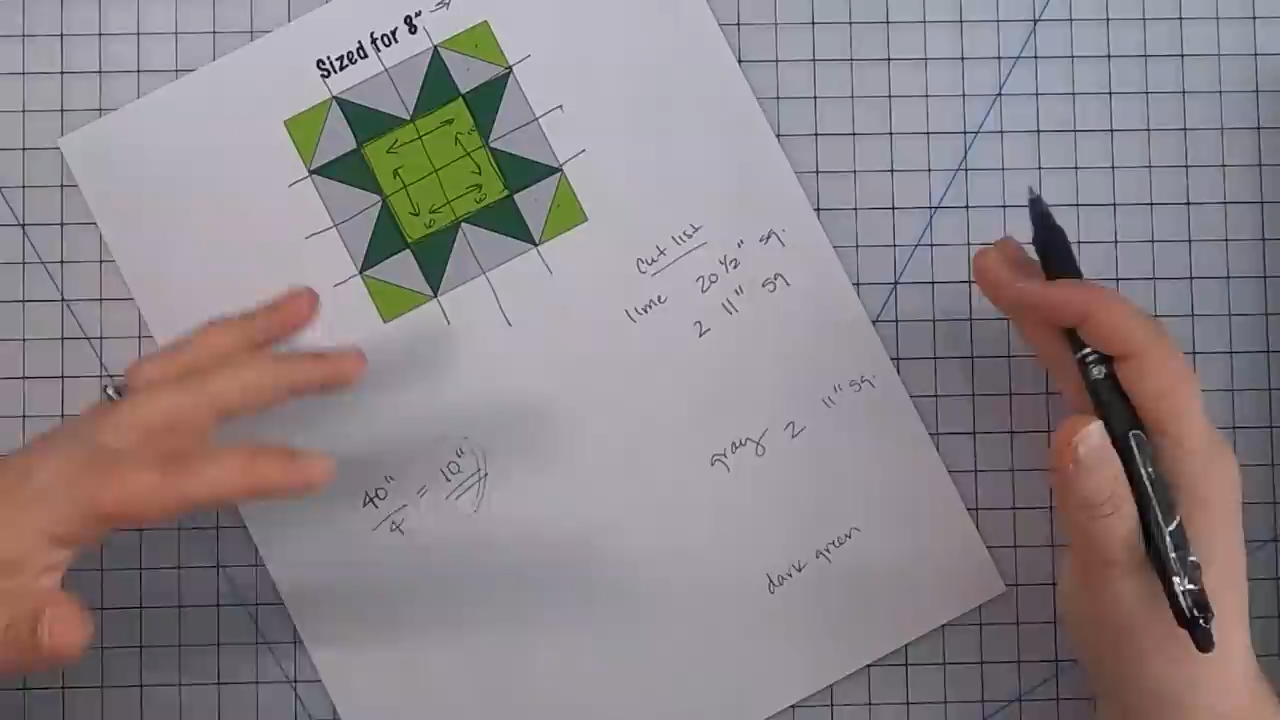 Sized for 8" →
Cut list
lime 20 ½" sq.
2 11" sq
gray 2 11" sq.
dark green
40"/4 = 10"